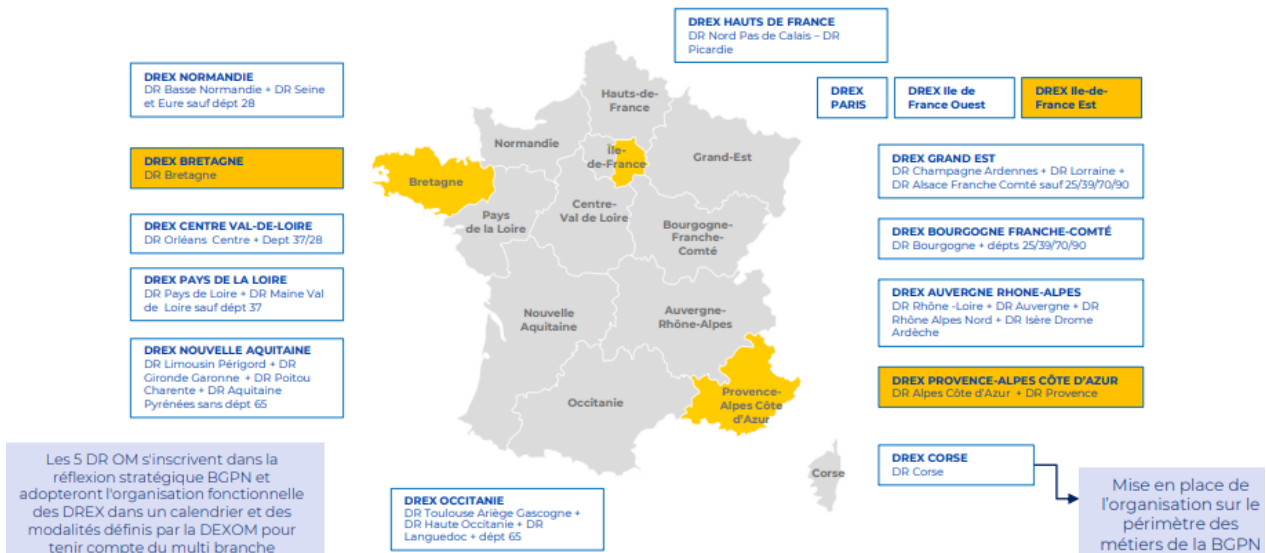 DREX HAUTS DE FRANCE
DR Nord Pas de Calais – DR
Picardie
DREX NORMANDIE
DR Basse Normandie + DR Seine
et Eure sauf dépt 28
DREX
PARIS
DREX Ile de
France Ouest
DREX Ile-de-
France Est
DREX BRETAGNE
DR Bretagne
DREX CENTRE VAL-DE-LOIRE
DR Orléans Centre + Dept 37/28
DREX PAYS DE LA LOIRE
DR Pays de Loire + DR Maine Val
de Loire sauf dépt 37
DREX NOUVELLE AQUITAINE
DR Limousin Périgord + DR
Gironde Garonne + DR Poitou
Charente + DR Aquitaine
Pyrénées sans dépt 65
Hauts-de-
France
Normandie
Île-
de-France
Grand-Est
Bretagne
Pays
de la Loire
Centre-
Val de Loire
Bourgogne-
Franche-
Comté
Nouvelle
Aquitaine
Auvergne-
Rhône-Alpes
Occitanie
Provence-
Alpes Côte
d'Azur
Corse
DREX GRAND EST
DR Champagne Ardennes + DR Lorraine +
DR Alsace Franche Comté sauf 25/39/70/90
DREX BOURGOGNE FRANCHE-COMTÉ
DR Bourgogne + dépts 25/39/70/90
DREX AUVERGNE RHONE-ALPES
DR Rhône -Loire + DR Auvergne + DR
Rhône Alpes Nord + DR Isère Drome
Ardèche
DREX PROVENCE-ALPES CÔTE D'AZUR
DR Alpes Côte d'Azur + DR Provence
DREX CORSE
DR Corse
Les 5 DR OM s'inscrivent dans la
réflexion stratégique BGPN et
adopteront l'organisation fonctionnelle
des DREX dans un calendrier et des
modalités définis par la DEXOM pour
tenir compte du multi branche
DREX OCCITANIE
DR Toulouse Ariège Gascogne +
DR Haute Occitanie + DR
Languedoc + dépt 65
Mise en place de
l'organisation sur le
périmètre des
métiers de la BGPN